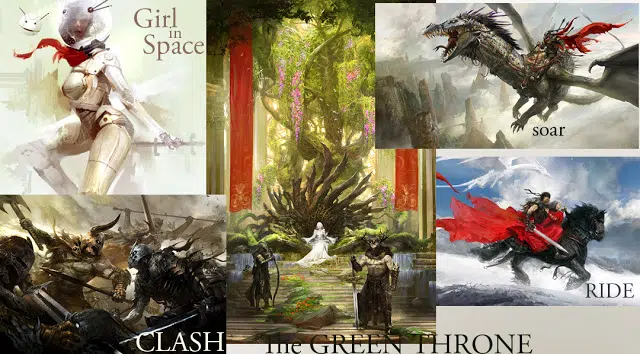 Girl
in
Space
soar
RIDE
CLASH
the GREEN THRONE